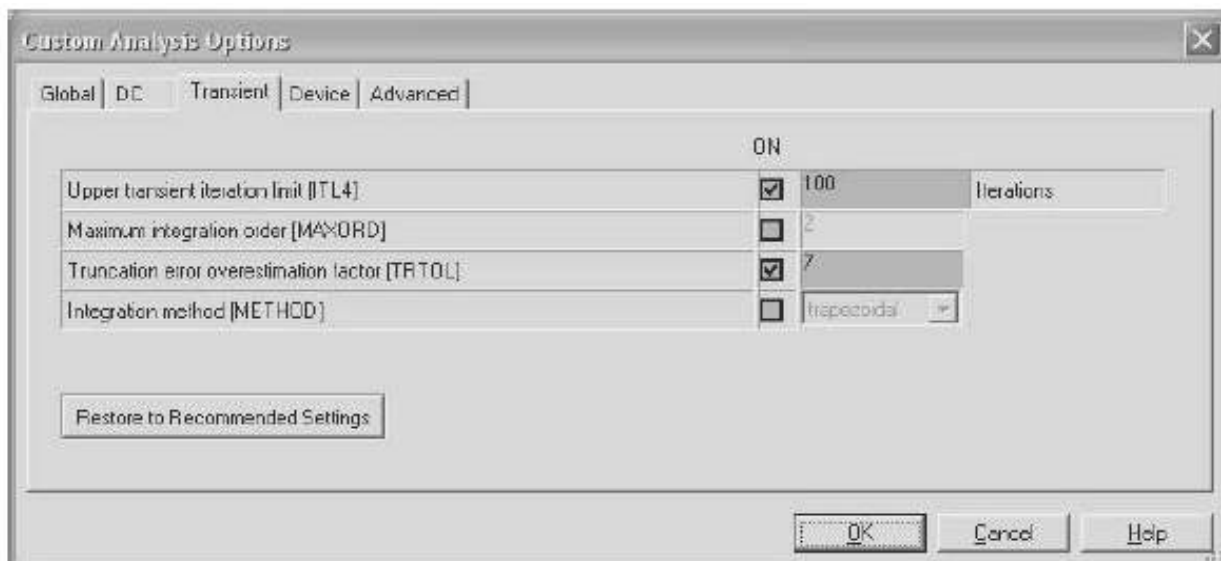 Custom Analysis Options
Global DC Transient Device Advanced
ON
Upper transient iteration limit [ITL4] 100 Iterations
Maximum integration order [MAXORD] 2
Truncation error overestimation factor [TRTOL] 7
Integration method [METHOD] trapezoidal
Restore to Recommended Settings
OK Cancel Help